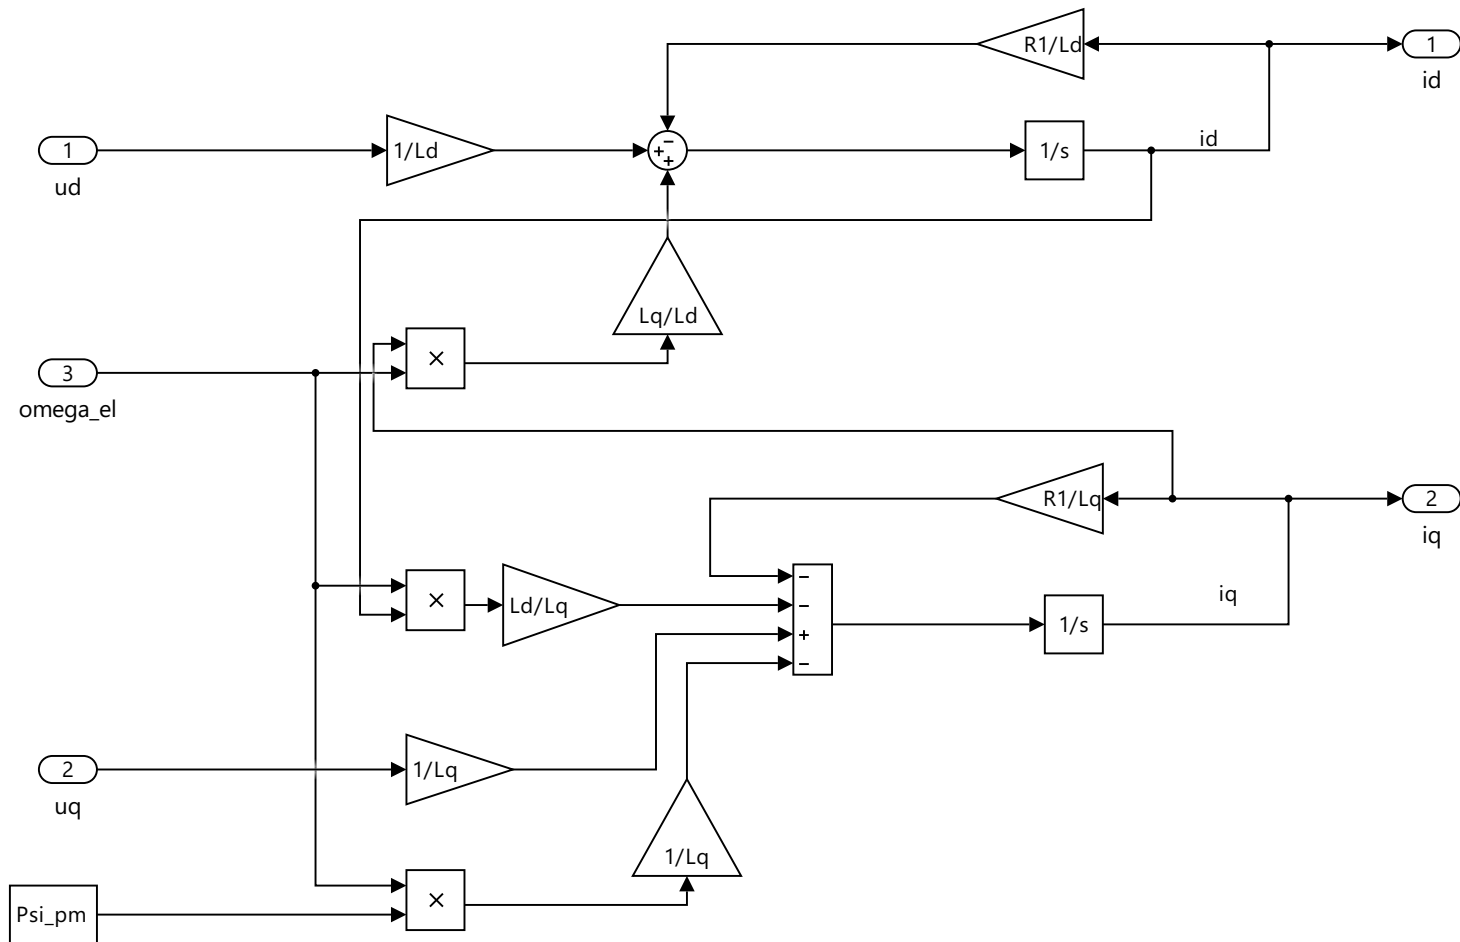 R1/Ld
1
id
1
ud
1/Ld
−
+
+
1/s
id
Lq/Ld
×
3
omega_el
R1/Lq
2
iq
×
Ld/Lq
−
−
+
−
1/s
iq
2
uq
1/Lq
1/Lq
×
Psi_pm